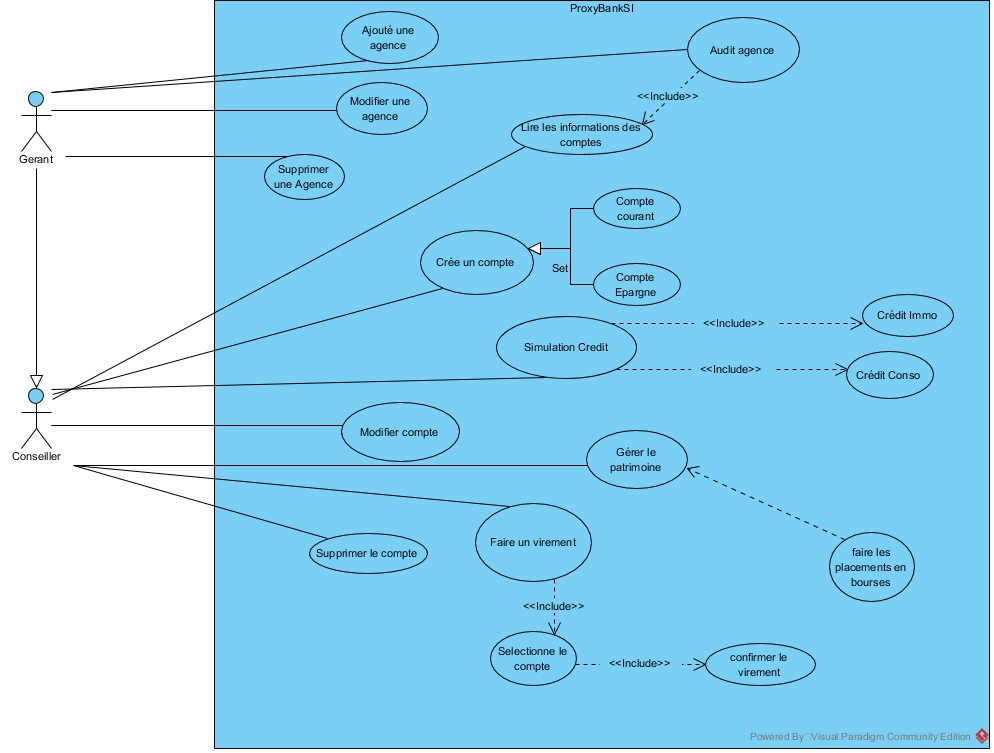 ProxyBankSI
Ajouté une
agence
Audit agence
<<Include>>
Modifier une
agence
Lire les informations des
comptes
Gerant
Supprimer
une Agence
Compte
courant
Crée un compte
Set
Compte
Epargne
Crédit Immo
<<Include>>
Simulation Credit
<<Include>>
Crédit Conso
Modifier compte
Conseiller
Gérer le
patrimoine
Faire un virement
Supprimer le compte
faire les
placements en
bourses
<<Include>>
Selectionne le
compte
<<Include>>
confirmer le
virement
Powered By Visual Paradigm Community Edition